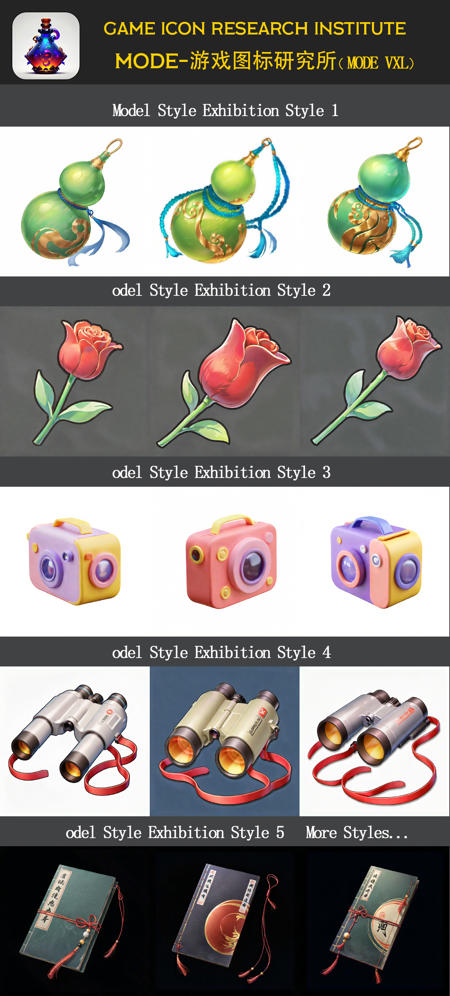 GAME ICON RESEARCH INSTITUTE
MODE-游戏图标研究所( MODE VXL)
Model Style Exhibition Style 1
odel Style Exhibition Style 2
odel Style Exhibition Style 3
odel Style Exhibition Style 4
odel Style Exhibition Style 5 More Styles...